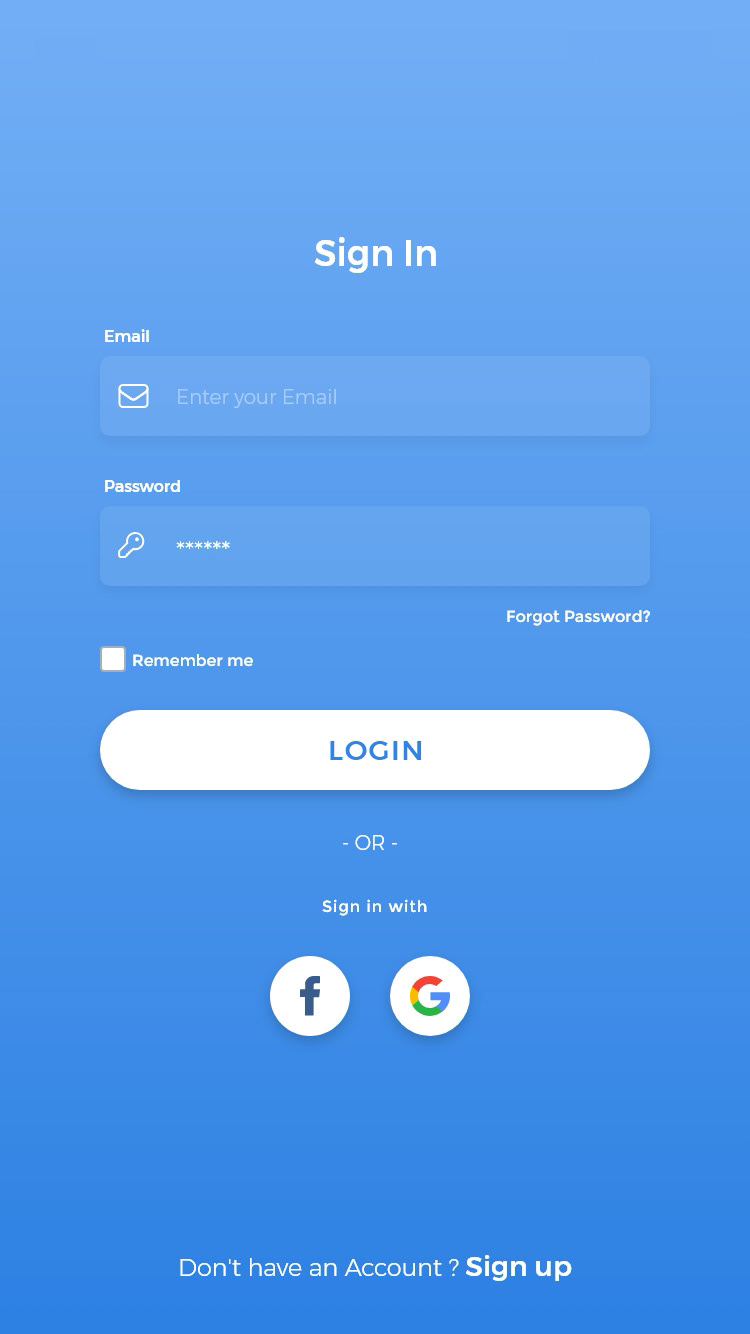 Sign In
Email
Enter your Email
Password
******
Forgot Password?
Remember me
LOGIN
- OR -
Sign in with
Don't have an Account ? Sign up